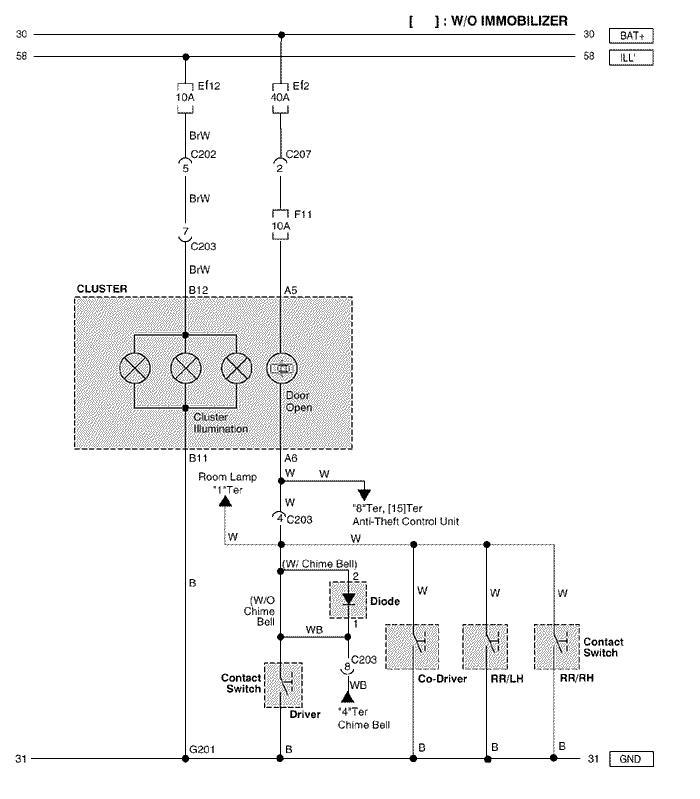 [ ] : W/O IMMOBILIZER
30 30 BAT+
58 58 ILL'
Ef12 Ef2
10A 40A
BrW
C202 C207
5 2
BrW
F11
10A
7
C203
BrW
CLUSTER B12 A5
Door
Open
Cluster
Illumination
B11 A6
W W
Room Lamp
"1"Ter
W
"8"Ter, [15]Ter
Anti-Theft Control Unit
4 C203
W W
(W/ Chime Bell)
2
B
(W/O
Chime
Bell
Diode
W W W
1
WB
Contact
Switch
C203
8
Contact
Switch
WB
Co-Driver RR/LH RR/RH
Driver
"4"Ter
Chime Bell
G201 B B B B
31 31 GND